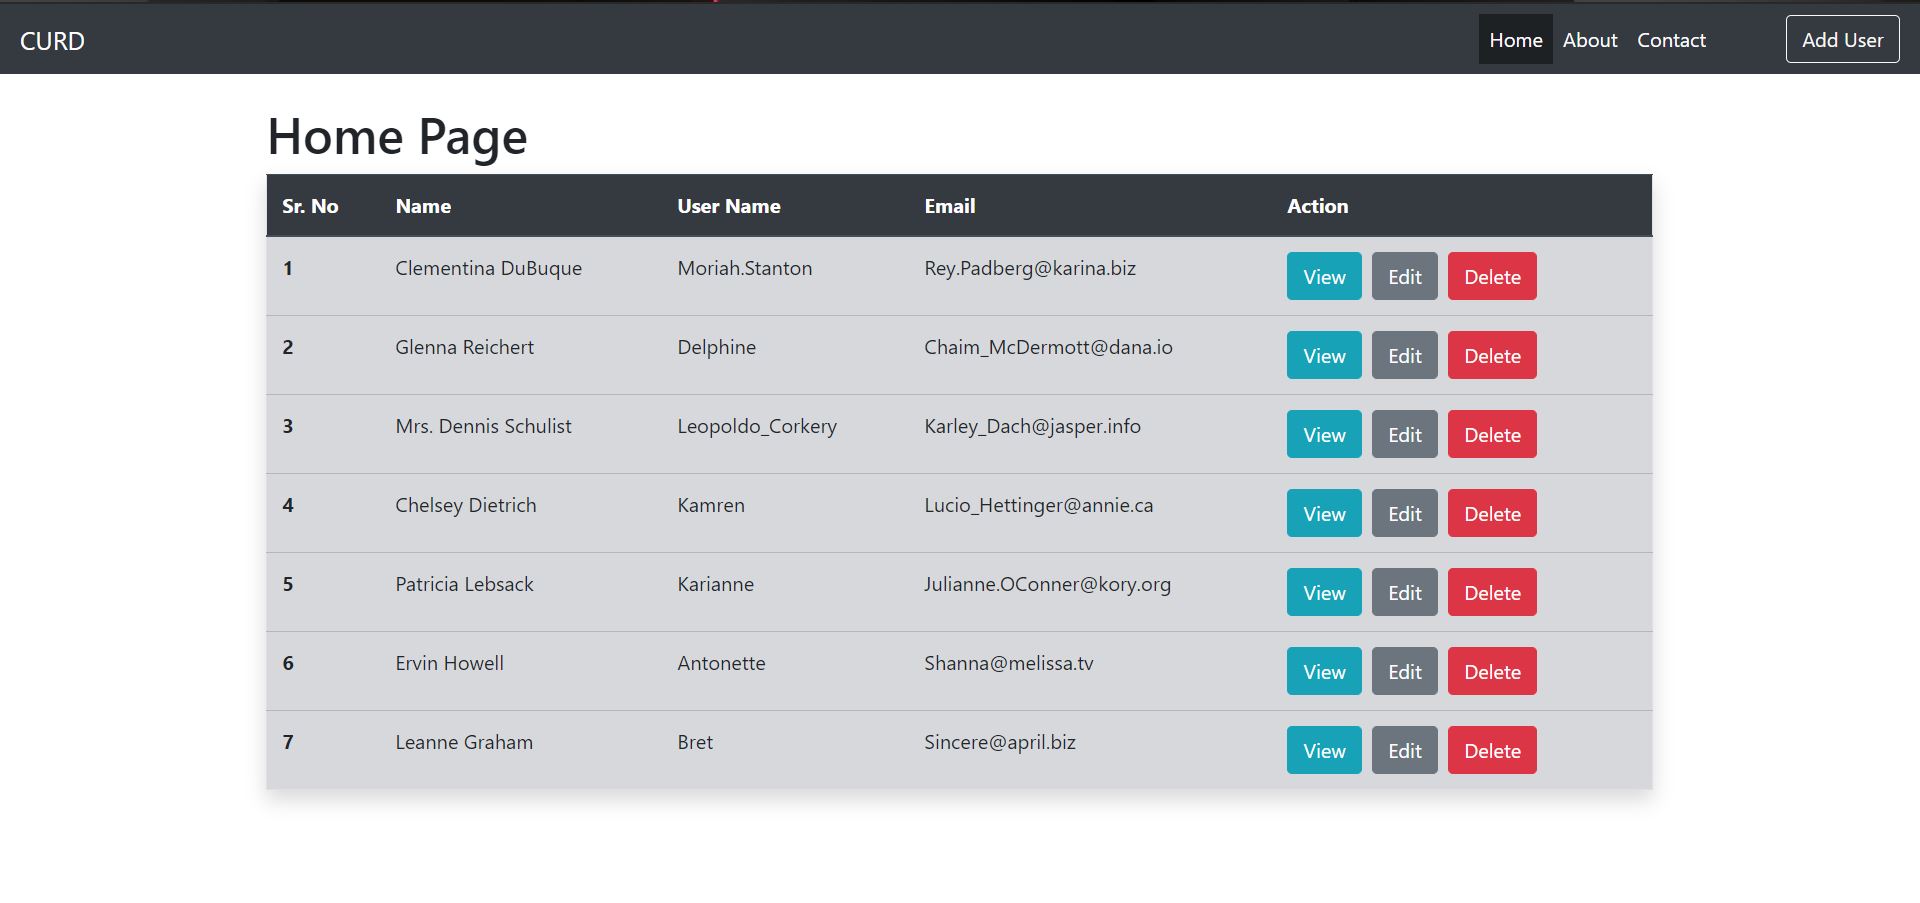 CURD Home About Contact Add User
Home Page
Sr. No Name User Name Email Action
1 Clementina DuBuque Moriah.Stanton Rey.Padberg@karina.biz View Edit Delete
2 Glenna Reichert Delphine Chaim_McDermott@dana.io View Edit Delete
3 Mrs. Dennis Schulist Leopoldo_Corkery Karley_Dach@jasper.info View Edit Delete
4 Chelsey Dietrich Kamren Lucio_Hettinger@annie.ca View Edit Delete
5 Patricia Lebsack Karianne Julianne.OConner@kory.org View Edit Delete
6 Ervin Howell Antonette Shanna@melissa.tv View Edit Delete
7 Leanne Graham Bret Sincere@april.biz View Edit Delete